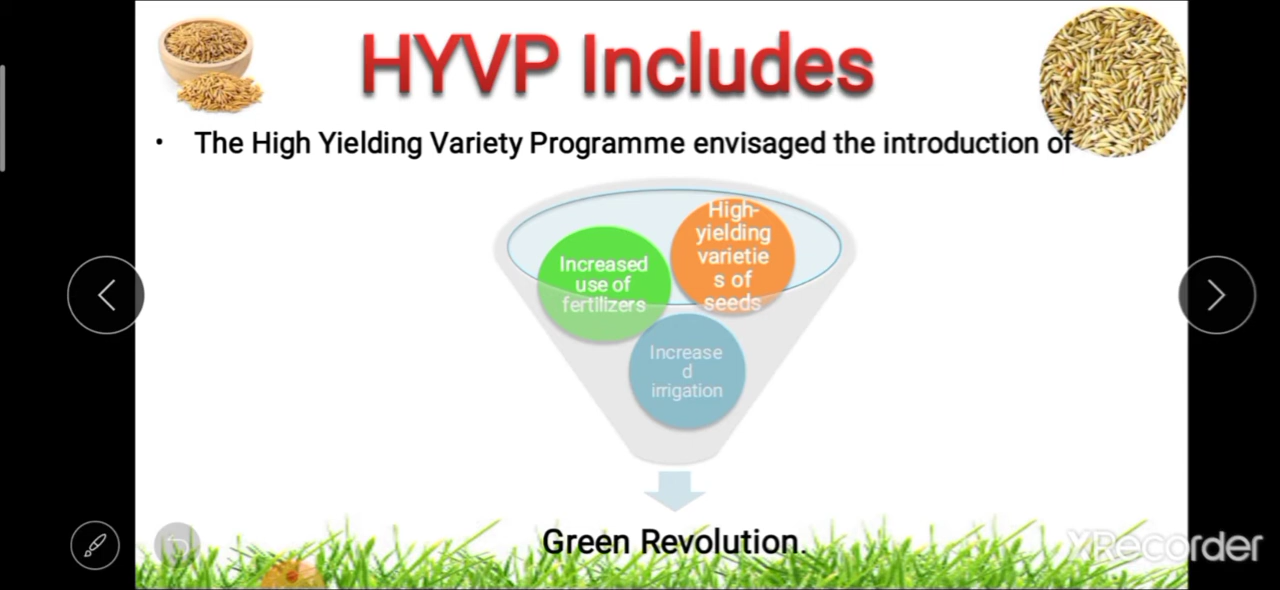 HYVP Includes
• The High Yielding Variety Programme envisaged the introduction of
High-
yielding
varietie
s of
seeds
Increased
use of
fertilizers
Increase
d
irrigation
Green Revolution.
XRecorder